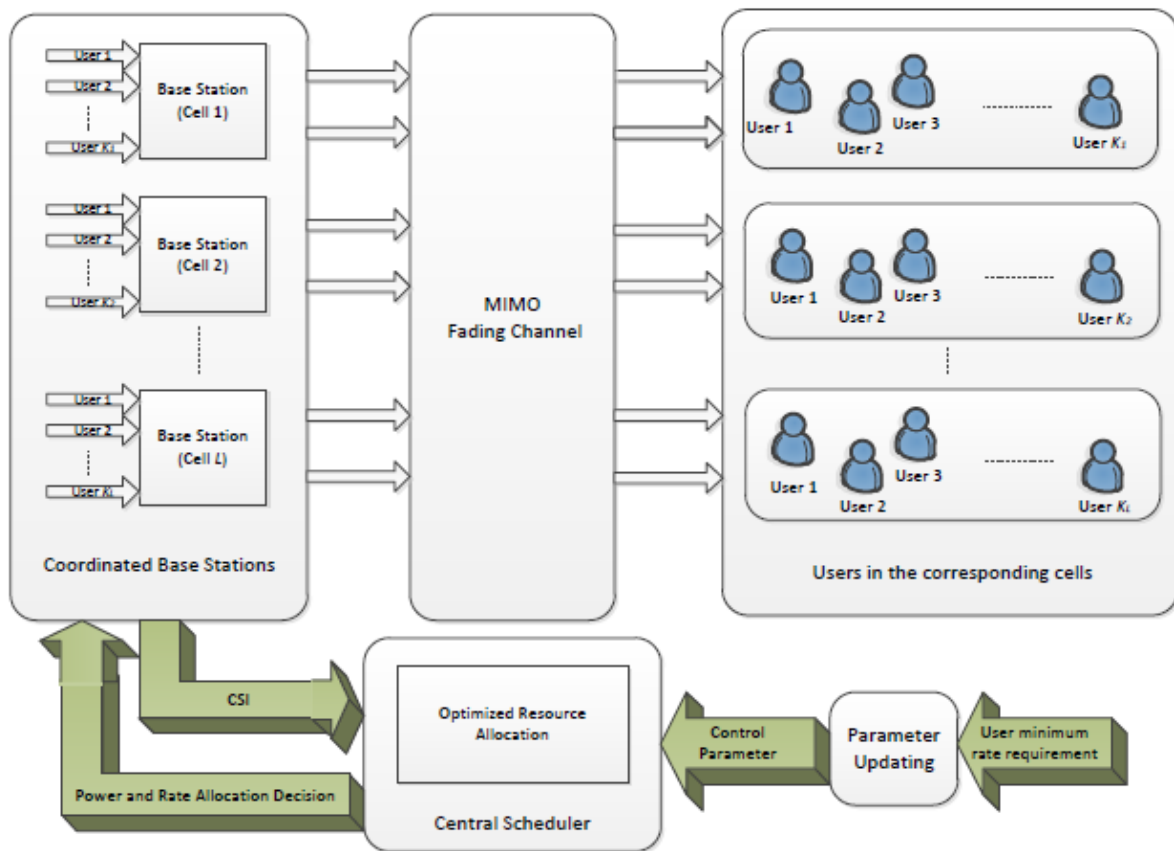 User 1
User 2
User K₁
Base Station
(Cell 1)
User 1
User 2
User K₂
Base Station
(Cell 2)
User 1
User 2
User K_L
Base Station
(Cell L)
Coordinated Base Stations
MIMO
Fading Channel
User 1
User 2
User 3
User K₁
User 1
User 2
User 3
User K₂
User 1
User 2
User 3
User K_L
Users in the corresponding cells
CSI
Power and Rate Allocation Decision
Optimized Resource
Allocation
Central Scheduler
Control
Parameter
Parameter
Updating
User minimum
rate requirement